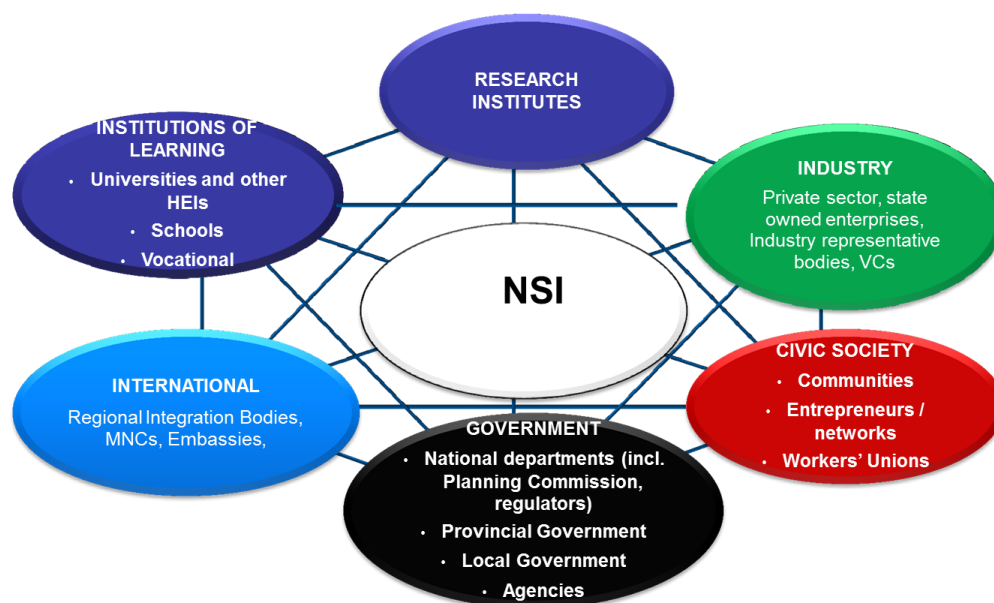 RESEARCH
INSTITUTES
INSTITUTIONS OF
LEARNING
• Universities and other
HEIs
• Schools
• Vocational
INDUSTRY
Private sector, state
owned enterprises,
Industry representative
bodies, VCs
NSI
INTERNATIONAL
Regional Integration Bodies,
MNCs, Embassies,
CIVIC SOCIETY
• Communities
• Entrepreneurs /
networks
• Workers' Unions
GOVERNMENT
• National departments (incl.
Planning Commission,
regulators)
• Provincial Government
• Local Government
• Agencies